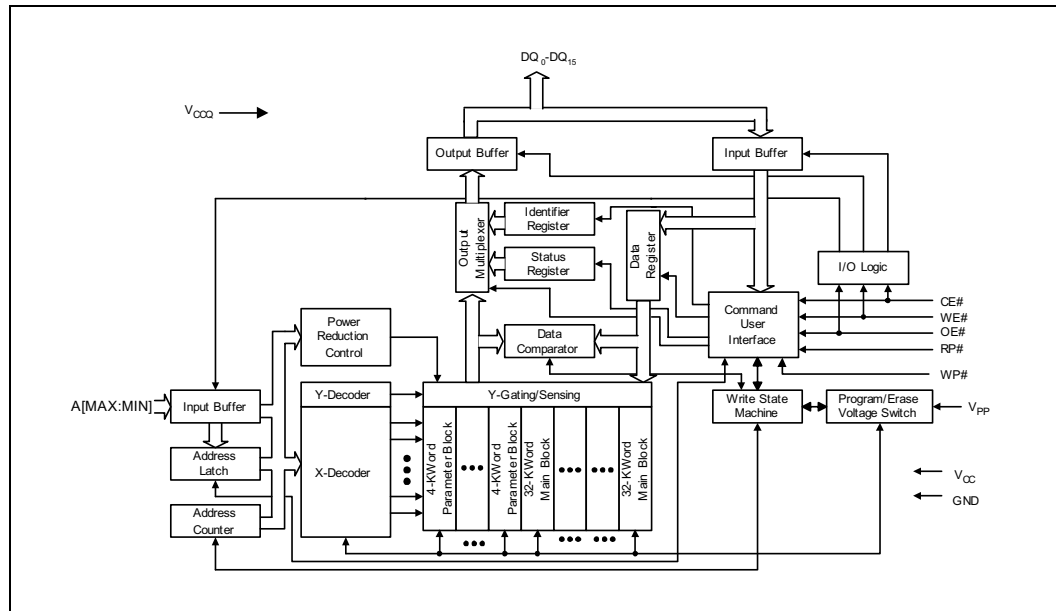 DQ0-DQ15
VCCQ
Output Buffer
Input Buffer
Output
Multiplexer
Identifier
Register
Status
Register
Data
Register
I/O Logic
Command
User
Interface
CE#
WE#
OE#
RP#
WP#
Power
Reduction
Control
Data
Comparator
A[MAX:MIN]
Input Buffer
Y-Decoder
Y-Gating/Sensing
Write State
Machine
Program/Erase
Voltage Switch
VPP
Address
Latch
X-Decoder
4-KWord
Parameter Block
4-KWord
Parameter Block
32-KWord
Main Block
32-KWord
Main Block
VCC
GND
Address
Counter